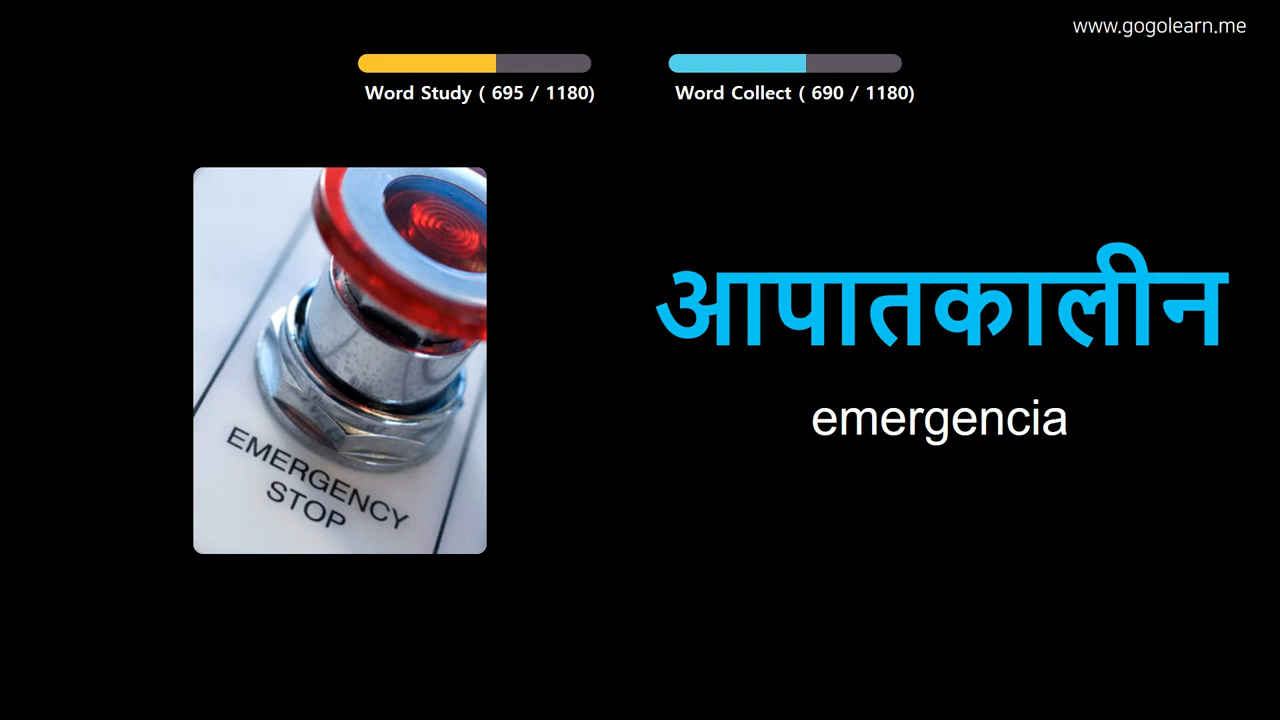 www.gogolearn.me
Word Study ( 695 / 1180)
Word Collect ( 690 / 1180)
EMERGENCY
STOP
आपातकालीन
emergencia